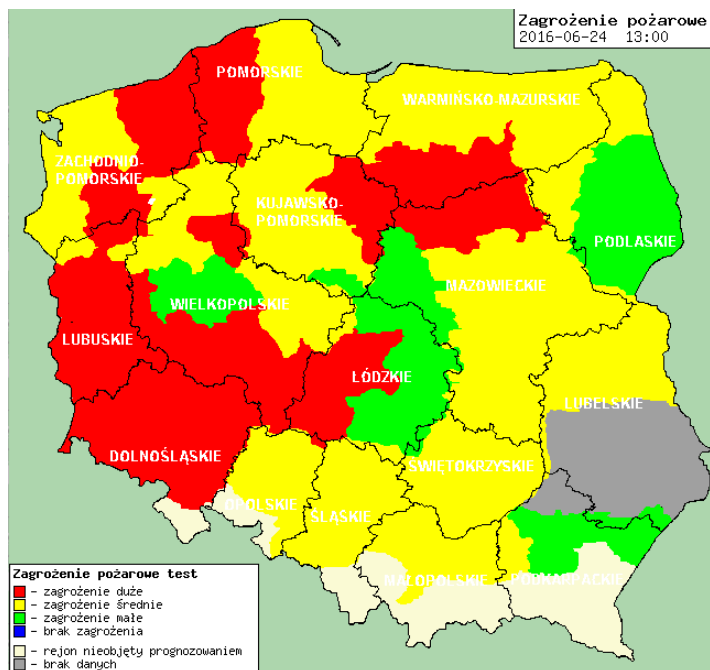 Zagrożenie pożarowe
2016-06-24 13:00
POMORSKIE
WARMIŃSKO-MAZURSKIE
ZACHODNIO-
POMORSKIE
KUJAWSKO-
POMORSKIE
PODLASKIE
WIELKOPOLSKIE
MAZOWIECKIE
LUBUSKIE
ŁÓDZKIE
LUBELSKIE
DOLNOŚLĄSKIE
ŚWIĘTOKRZYSKIE
OPOLSKIE
ŚLĄSKIE
MAŁOPOLSKIE
PODKARPACKIE
Zagrożenie pożarowe test
– zagrożenie duże
– zagrożenie średnie
– zagrożenie małe
– brak zagrożenia
– rejon nieobjęty prognozowaniem
– brak danych